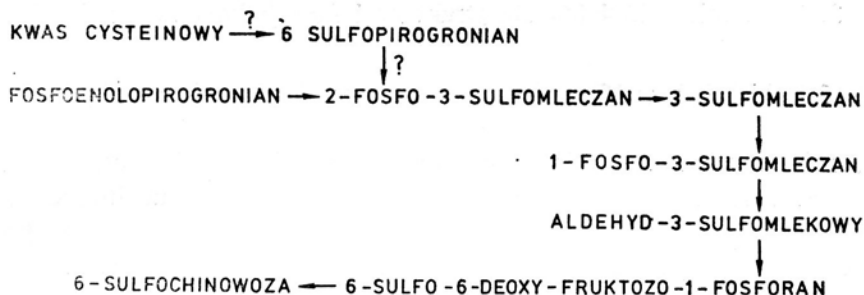 KWAS CYSTEINOWY ?→ 6 SULFOPIROGRONIAN
↓?
FOSFOENOLOPIROGRONIAN → 2-FOSFO-3-SULFOMLECZAN → 3-SULFOMLECZAN
↓
1-FOSFO-3-SULFOMLECZAN
↓
ALDEHYD-3-SULFOMLEKOWY
↓
6-SULFOCHINOWOZA ← 6-SULFO-6-DEOXY-FRUKTOZO-1-FOSFORAN